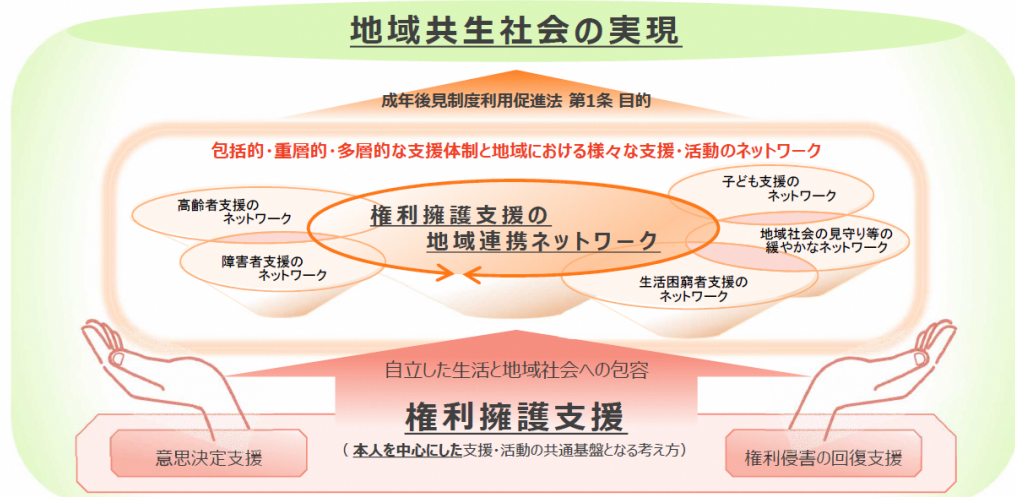 地域共生社会の実現
成年後見制度利用促進法 第1条 目的
包括的・重層的・多層的な支援体制と地域における様々な支援・活動のネットワーク
高齢者支援の
ネットワーク
障害者支援の
ネットワーク
権利擁護支援の
地域連携ネットワーク
子ども支援の
ネットワーク
地域社会の見守り等の
緩やかなネットワーク
生活困窮者支援の
ネットワーク
自立した生活と地域社会への包容
権利擁護支援
（ 本人を中心にした支援・活動の共通基盤となる考え方）
意思決定支援
権利侵害の回復支援